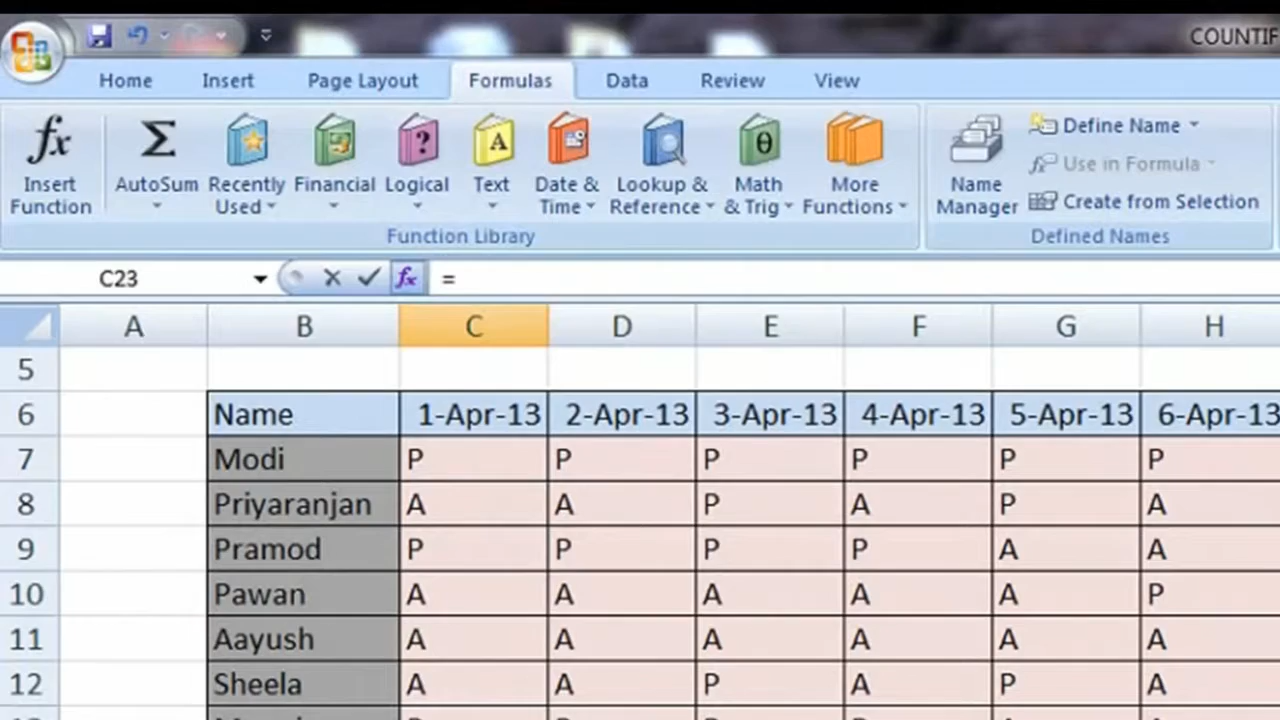 COUNTIF
Home Insert Page Layout Formulas Data Review View
fx Σ ? A θ
Insert Function AutoSum Recently Used Financial Logical Text Date & Time Lookup & Reference Math & Trig More Functions Name Manager
Define Name
Use in Formula
Create from Selection
Function Library Defined Names
C23 fx =
A B C D E F G H
5
6 Name 1-Apr-13 2-Apr-13 3-Apr-13 4-Apr-13 5-Apr-13 6-Apr-13
7 Modi P P P P P P
8 Priyaranjan A A P A P A
9 Pramod P P P P A A
10 Pawan A A A A A P
11 Aayush A A A A A A
12 Sheela A A P A P A